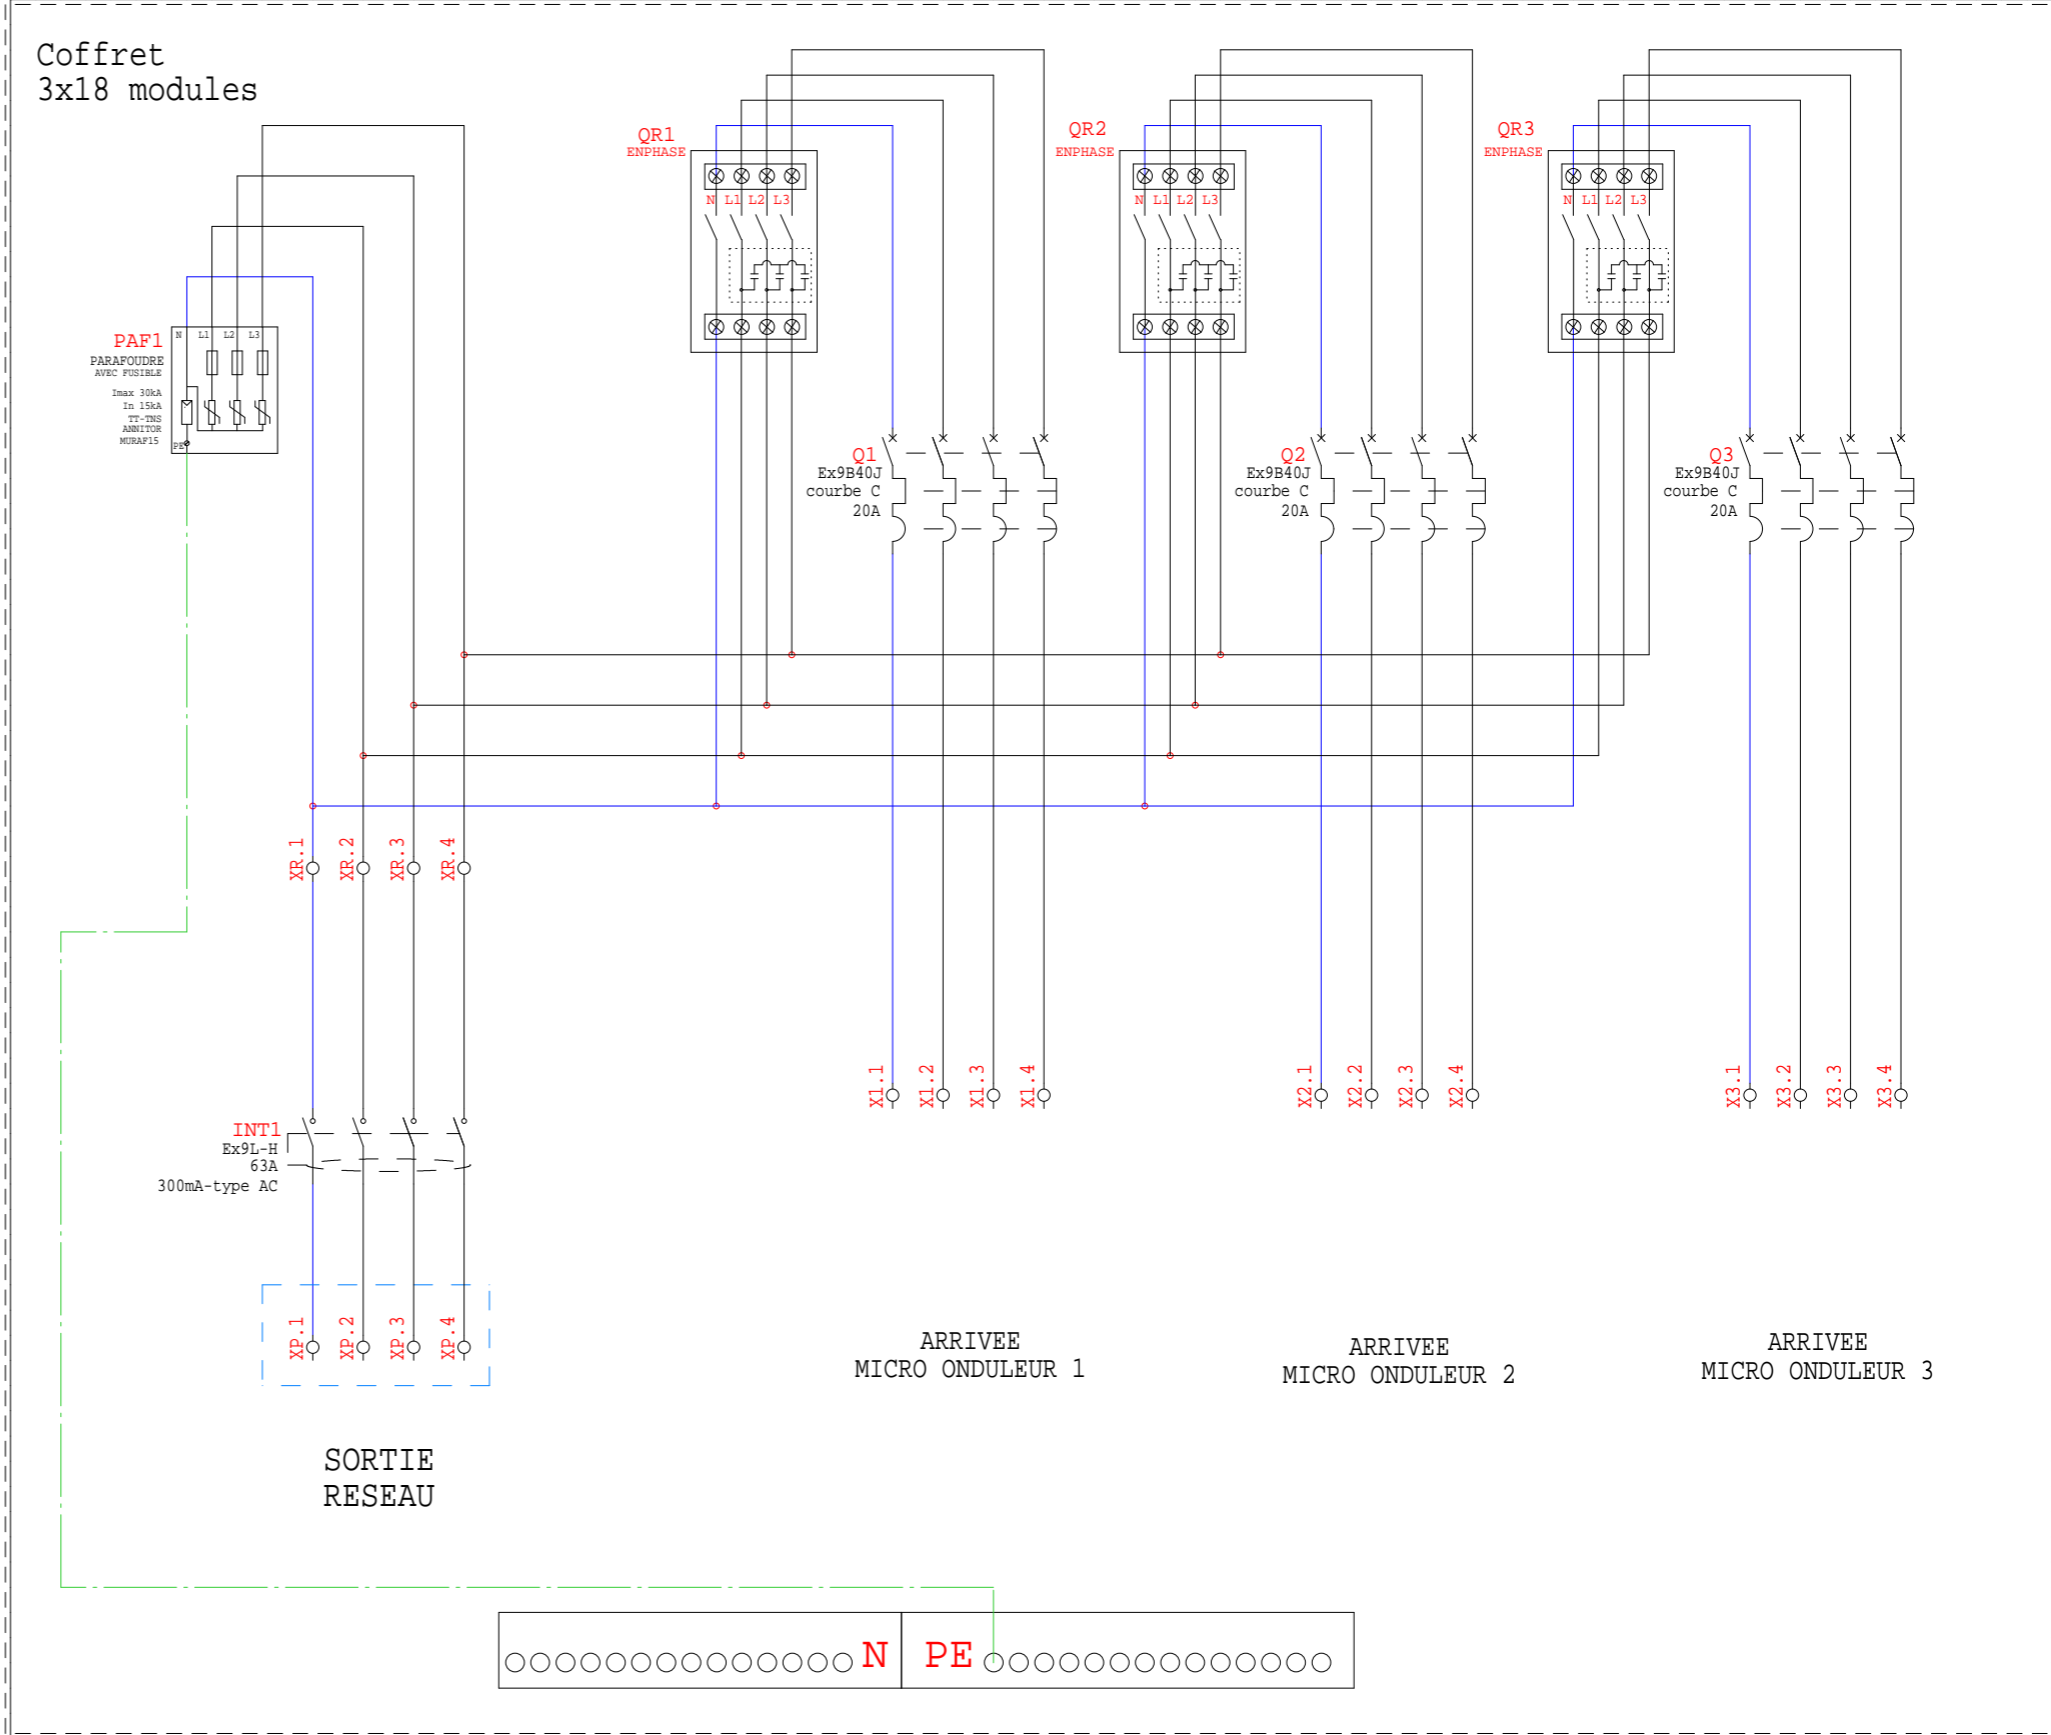 Coffret
3x18 modules
QR1
ENPHASE
N L1 L2 L3
QR2
ENPHASE
N L1 L2 L3
QR3
ENPHASE
N L1 L2 L3
PAF1
PARAFOUDRE
AVEC FUSIBLE
Imax 30kA
In 15kA
TT-TNS
ANNITOR
MURAF15
N L1 L2 L3
PE
Q1
Ex9B40J
courbe C
20A
Q2
Ex9B40J
courbe C
20A
Q3
Ex9B40J
courbe C
20A
XR.1
XR.2
XR.3
XR.4
X1.1
X1.2
X1.3
X1.4
X2.1
X2.2
X2.3
X2.4
X3.1
X3.2
X3.3
X3.4
INT1
Ex9L-H
63A
300mA-type AC
XP.1
XP.2
XP.3
XP.4
SORTIE
RESEAU
ARRIVEE
MICRO ONDULEUR 1
ARRIVEE
MICRO ONDULEUR 2
ARRIVEE
MICRO ONDULEUR 3
N PE